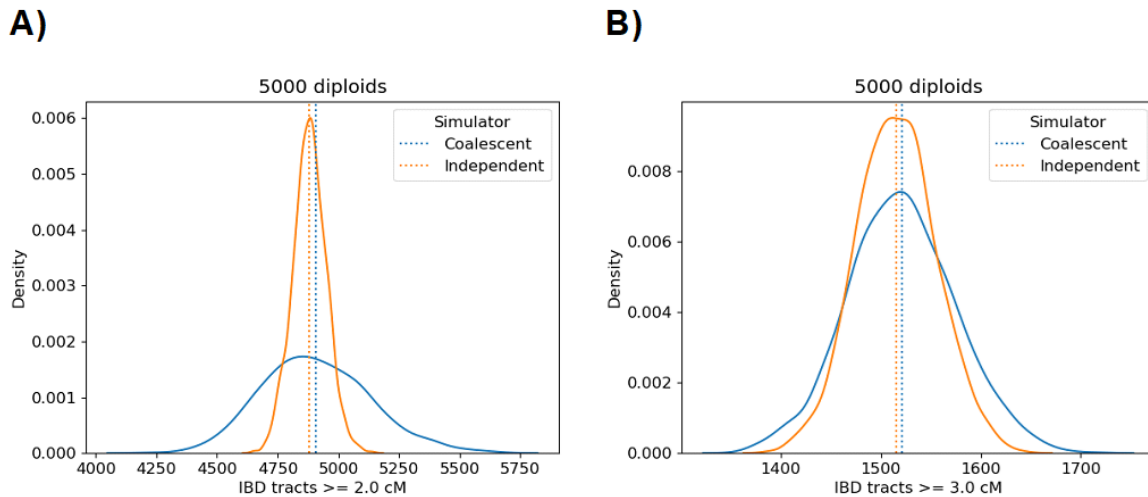 A)
B)
5000 diploids
Simulator
Coalescent
Independent
Density
0.006
0.005
0.004
0.003
0.002
0.001
0.000
4000 4250 4500 4750 5000 5250 5500 5750
IBD tracts >= 2.0 cM
5000 diploids
Simulator
Coalescent
Independent
Density
0.008
0.006
0.004
0.002
0.000
1400 1500 1600 1700
IBD tracts >= 3.0 cM